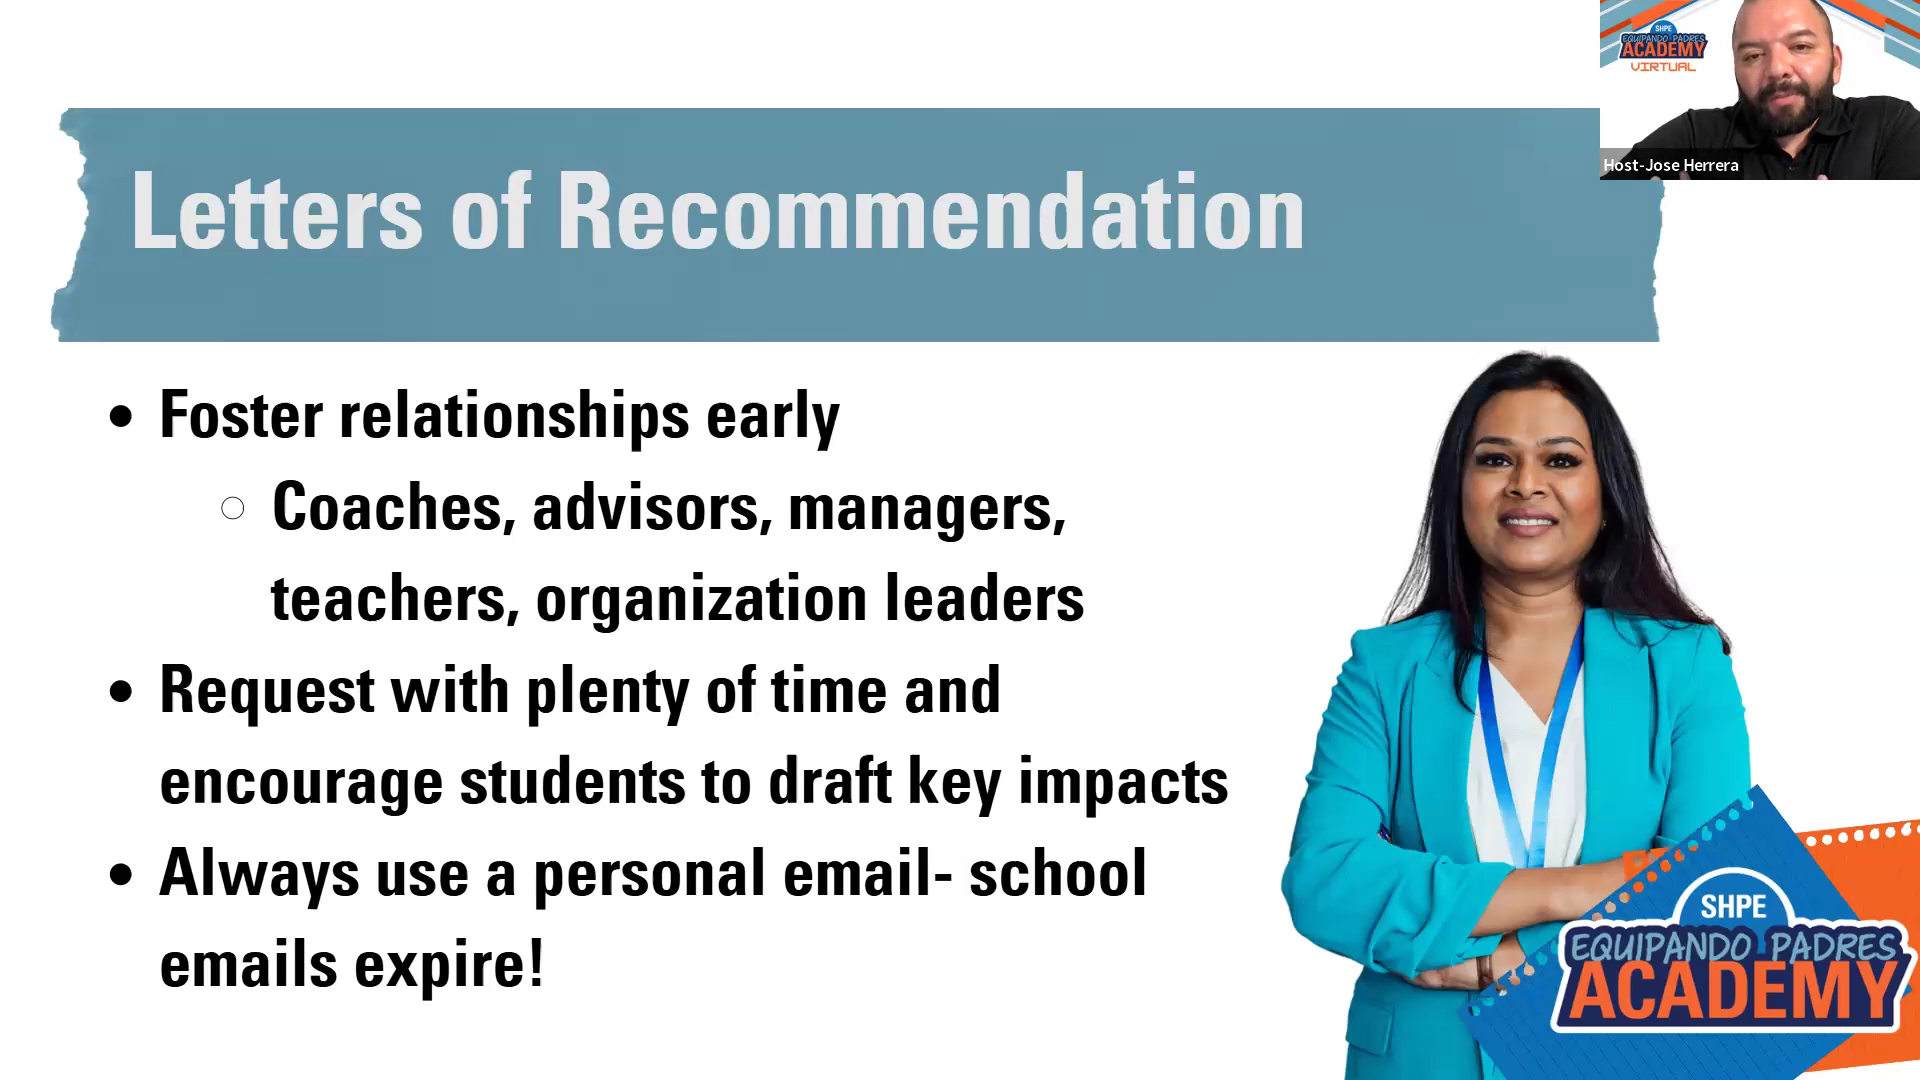 SHPE
EQUIPANDO PADRES
ACADEMY
VIRTUAL
Host-Jose Herrera
Letters of Recommendation
• Foster relationships early
○ Coaches, advisors, managers,
teachers, organization leaders
• Request with plenty of time and
encourage students to draft key impacts
• Always use a personal email- school
emails expire!
SHPE
EQUIPANDO PADRES
ACADEMY